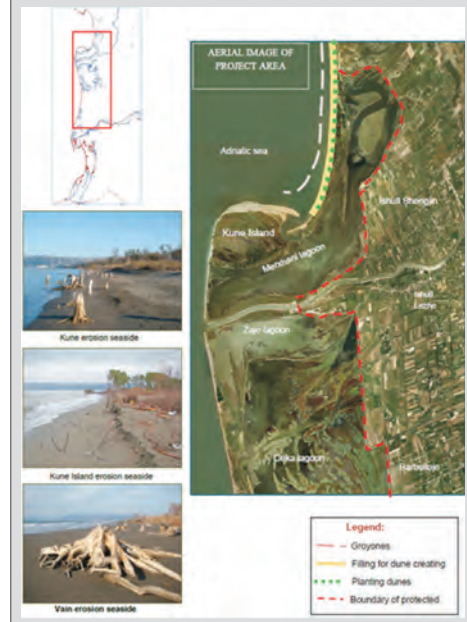 AERIAL IMAGE OF
PROJECT AREA
Adriatic sea
Kune Island
Merxhani lagoon
Ishull Shengjin
Ishull
Lezhe
Zaje lagoon
Kune erosion seaside
Kune Island erosion seaside
Vain erosion seaside
Legend:
Groyones
Filling for dune creating
Planting dunes
Boundary of protected